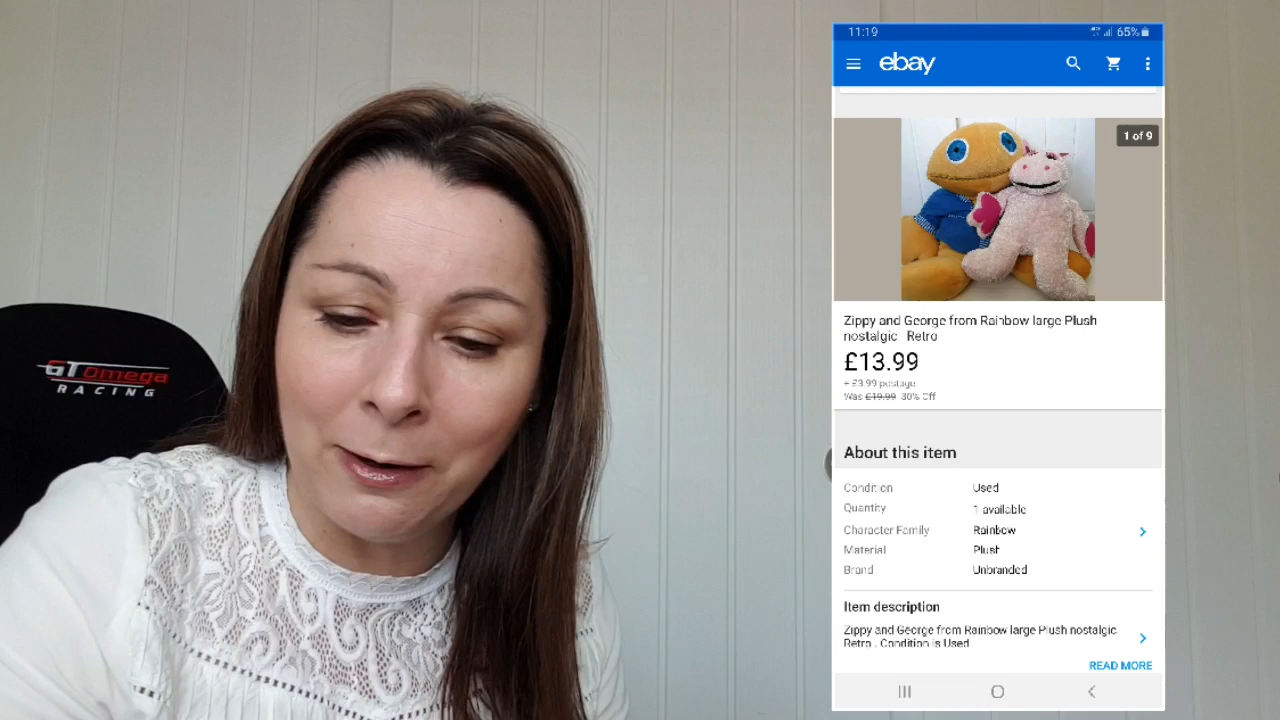 GTOmega
RACING
11:19
65%
ebay
1 of 9
Zippy and George from Rainbow large Plush
nostalgic Retro
£13.99
+ £3.99 postage
Was £19.99 30% Off
About this item
Condition Used
Quantity 1 available
Character Family Rainbow
Material Plush
Brand Unbranded
Item description
Zippy and George from Rainbow large Plush nostalgic
Retro . Condition is Used
READ MORE